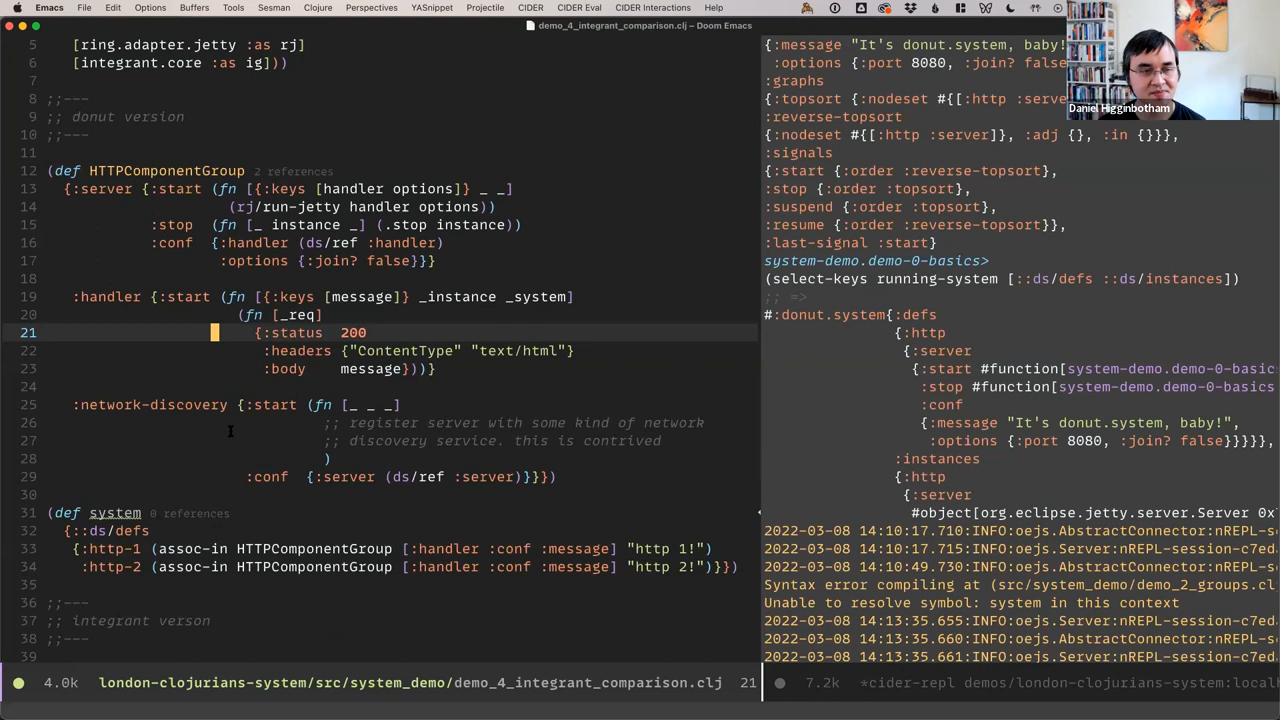 Emacs File Edit Options Buffers Tools Sesman Clojure Perspectives YASnippet Projectile CIDER CIDER Eval CIDER Interactions Help
demo_4_integrant_comparison.clj – Doom Emacs
5 [ring.adapter.jetty :as rj]
6 [integrant.core :as ig]))
7
8 ;;---
9 ;; donut version
10 ;;---
11
12 (def HTTPComponentGroup 2 references
13 {:server {:start (fn [{:keys [handler options]} _ _]
14 (rj/run-jetty handler options))
15 :stop (fn [_ instance _] (.stop instance))
16 :conf {:handler (ds/ref :handler)
17 :options {:join? false}}}
18
19 :handler {:start (fn [{:keys [message]} _instance _system]
20 (fn [_req]
21 {:status 200
22 :headers {"ContentType" "text/html"}
23 :body message}))}
24
25 :network-discovery {:start (fn [_ _ _]
26 ;; register server with some kind of network
27 ;; discovery service. this is contrived
28 )
29 :conf {:server (ds/ref :server)}}})
30
31 (def system 0 references
32 {::ds/defs
33 {:http-1 (assoc-in HTTPComponentGroup [:handler :conf :message] "http 1!")
34 :http-2 (assoc-in HTTPComponentGroup [:handler :conf :message] "http 2!")}})
35
36 ;;---
37 ;; integrant verson
38 ;;---
39
4.0k london-clojurians-system/src/system_demo/demo_4_integrant_comparison.clj 21
{:message "It's donut.system, baby!
:options {:port 8080, :join? false
:graphs
{:topsort {:nodeset #{[:http :serve
:reverse-topsort
{:nodeset #{[:http :server]}, :adj {}, :in {}}},
:signals
{:start {:order :reverse-topsort},
:stop {:order :topsort},
:suspend {:order :topsort},
:resume {:order :reverse-topsort}},
:last-signal :start}
system-demo.demo-0-basics>
(select-keys running-system [::ds/defs ::ds/instances])
;; =>
#:donut.system{:defs
{:http
{:server
{:start #function[system-demo.demo-0-basic
:stop #function[system-demo.demo-0-basics
:conf
{:message "It's donut.system, baby!",
:options {:port 8080, :join? false}}}}},
:instances
{:http
{:server
#object[org.eclipse.jetty.server.Server 0x
2022-03-08 14:10:17.710:INFO:oejs.AbstractConnector:nREPL-s
2022-03-08 14:10:17.715:INFO:oejs.Server:nREPL-session-c7ed
2022-03-08 14:10:49.730:INFO:oejs.AbstractConnector:nREPL-s
Syntax error compiling at (src/system_demo/demo_2_groups.cl
Unable to resolve symbol: system in this context
2022-03-08 14:13:35.655:INFO:oejs.Server:nREPL-session-c7ed
2022-03-08 14:13:35.660:INFO:oejs.AbstractConnector:nREPL-s
2022-03-08 14:13:35.661:INFO:oejs.Server:nREPL-session-c7ed
7.2k *cider-repl demos/london-clojurians-system:local
Daniel Higginbotham